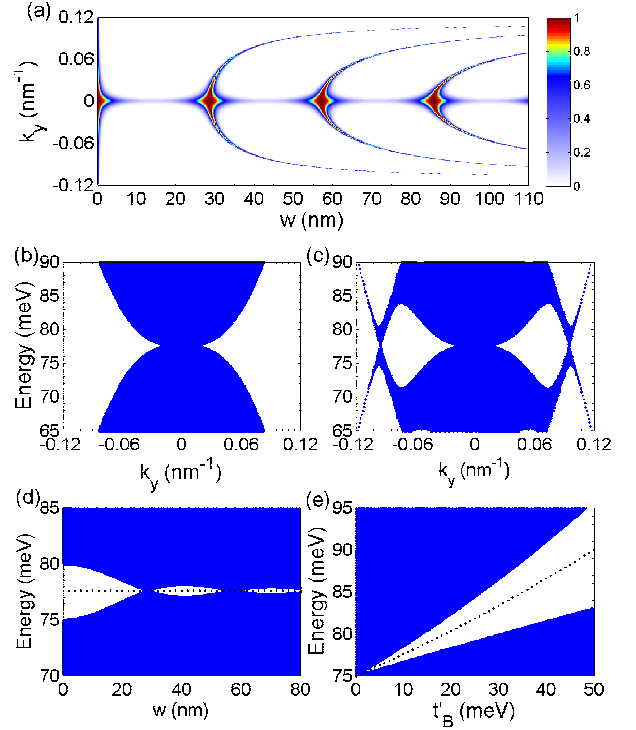 (a)
k_y (nm⁻¹)
0.12
0.06
0
-0.06
-0.12
0 10 20 30 40 50 60 70 80 90 100 110
w (nm)
1
0.8
0.6
0.4
0.2
0
(b)
Energy (meV)
90
85
80
75
70
65
-0.12 -0.06 0 0.06 0.12
k_y (nm⁻¹)
(c)
90
85
80
75
70
65
-0.12 -0.06 0 0.06 0.12
k_y (nm⁻¹)
(d)
Energy (meV)
85
80
75
70
0 20 40 60 80
w (nm)
(e)
Energy (meV)
95
90
85
80
75
0 10 20 30 40 50
t'_B (meV)